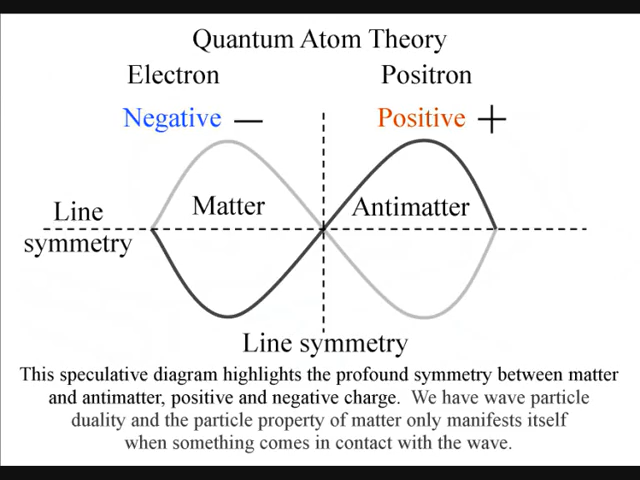 Quantum Atom Theory
Electron Positron
Negative — Positive +
Matter Antimatter
Line
symmetry
Line symmetry
This speculative diagram highlights the profound symmetry between matter
and antimatter, positive and negative charge. We have wave particle
duality and the particle property of matter only manifests itself
when something comes in contact with the wave.